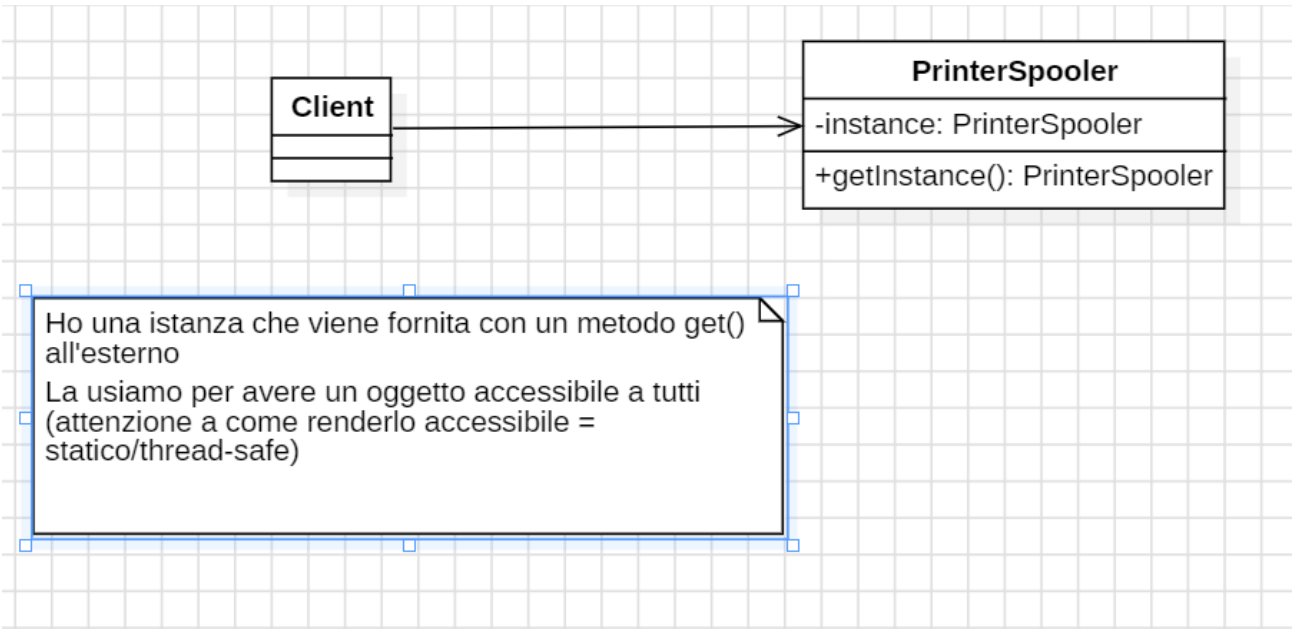 Client
PrinterSpooler
-instance: PrinterSpooler
+getInstance(): PrinterSpooler
Ho una istanza che viene fornita con un metodo get()
all'esterno
La usiamo per avere un oggetto accessibile a tutti
(attenzione a come renderlo accessibile =
statico/thread-safe)